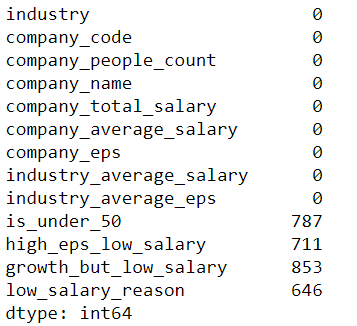 industry 0
company_code 0
company_people_count 0
company_name 0
company_total_salary 0
company_average_salary 0
company_eps 0
industry_average_salary 0
industry_average_eps 0
is_under_50 787
high_eps_low_salary 711
growth_but_low_salary 853
low_salary_reason 646
dtype: int64